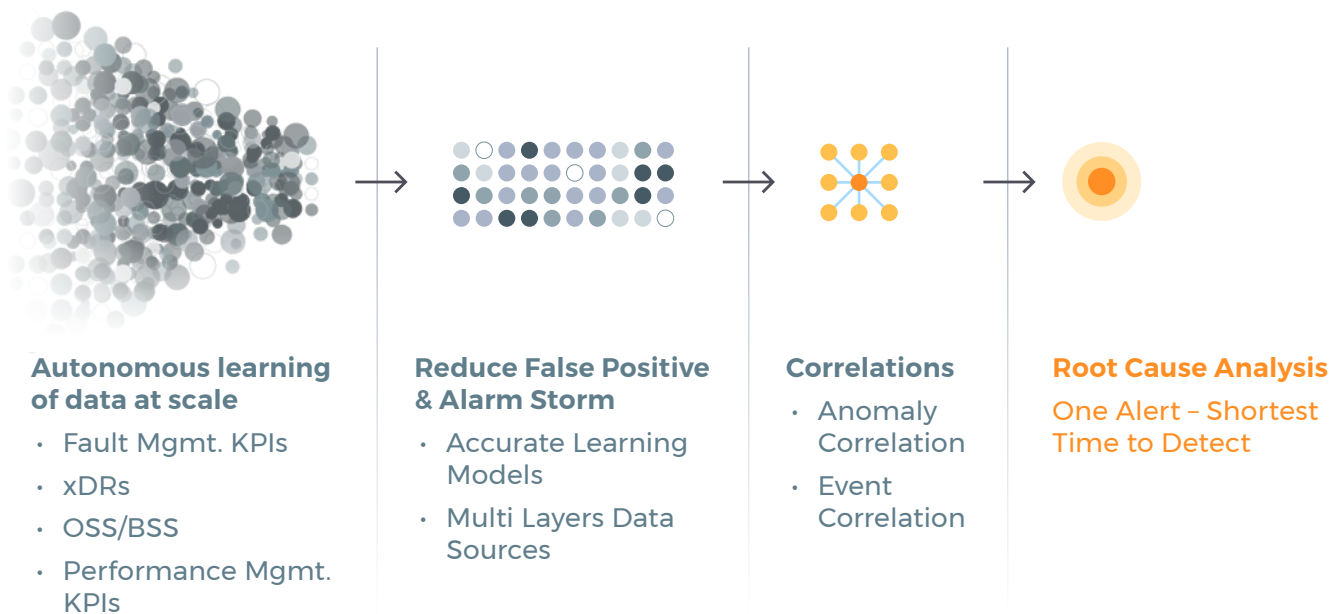 Autonomous learning
of data at scale
• Fault Mgmt. KPIs
• xDRs
• OSS/BSS
• Performance Mgmt.
KPIs
Reduce False Positive
& Alarm Storm
• Accurate Learning
Models
• Multi Layers Data
Sources
Correlations
• Anomaly
Correlation
• Event
Correlation
Root Cause Analysis
One Alert – Shortest
Time to Detect